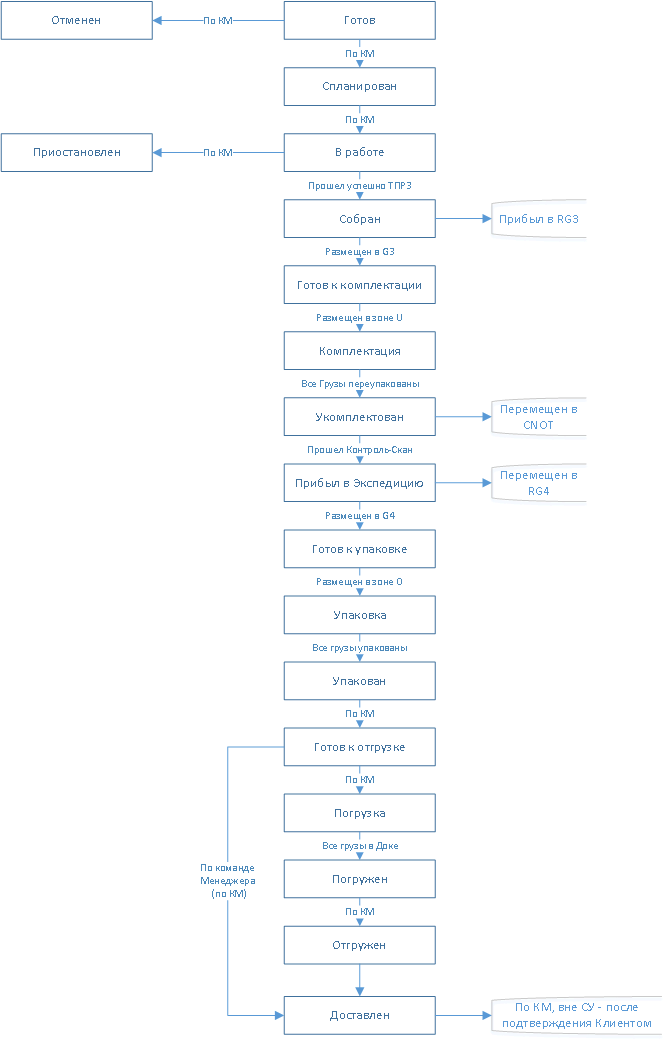 Отменен
По КМ
Готов
По КМ
Спланирован
По КМ
Приостановлен
По КМ
В работе
Прошел успешно ТПРЗ
Собран
Прибыл в RG3
Размещен в G3
Готов к комплектации
Размещен в зоне U
Комплектация
Все Грузы переупакованы
Укомплектован
Перемещен в
CNOT
Прошел Контроль-Скан
Прибыл в Экспедицию
Перемещен в
RG4
Размещен в G4
Готов к упаковке
Размещен в зоне О
Упаковка
Все грузы упакованы
Упакован
По КМ
Готов к отгрузке
По КМ
Погрузка
Все грузы в Доке
По команде
Менеджера
(по КМ)
Погружен
По КМ
Отгружен
Доставлен
По КМ, вне СУ - после
подтверждения Клиентом